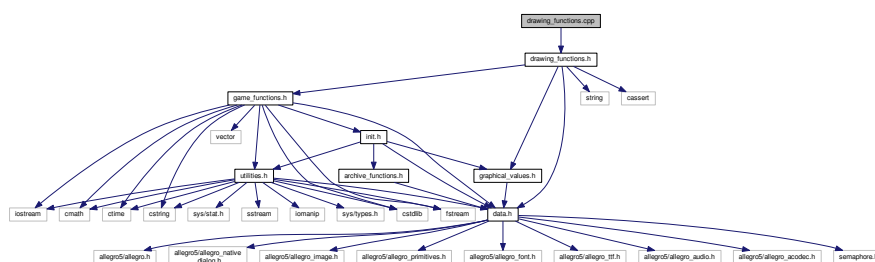 drawing_functions.cpp
drawing_functions.h
game_functions.h
string
cassert
vector
init.h
utilities.h
archive_functions.h
graphical_values.h
iostream
cmath
ctime
cstring
sys/stat.h
sstream
iomanip
sys/types.h
cstdlib
fstream
data.h
allegro5/allegro.h
allegro5/allegro_native
_dialog.h
allegro5/allegro_image.h
allegro5/allegro_primitives.h
allegro5/allegro_font.h
allegro5/allegro_ttf.h
allegro5/allegro_audio.h
allegro5/allegro_acodec.h
semaphore.h